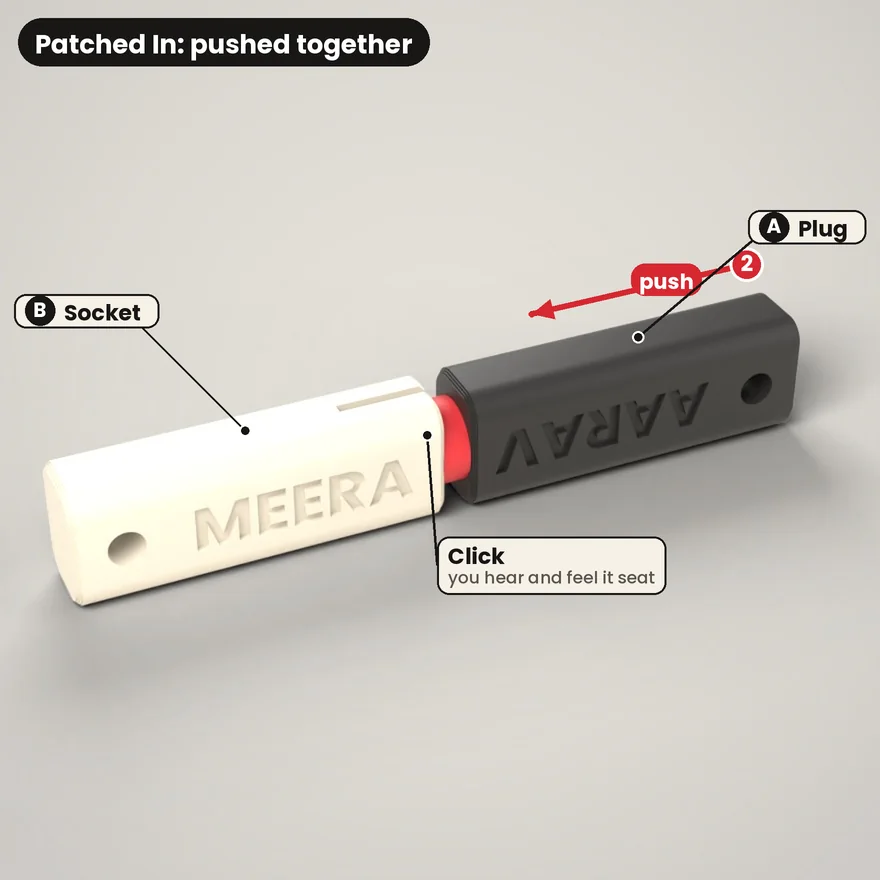 Patched In: pushed together
A Plug
2
push
B Socket
AARAV
MEERA
Click
you hear and feel it seat